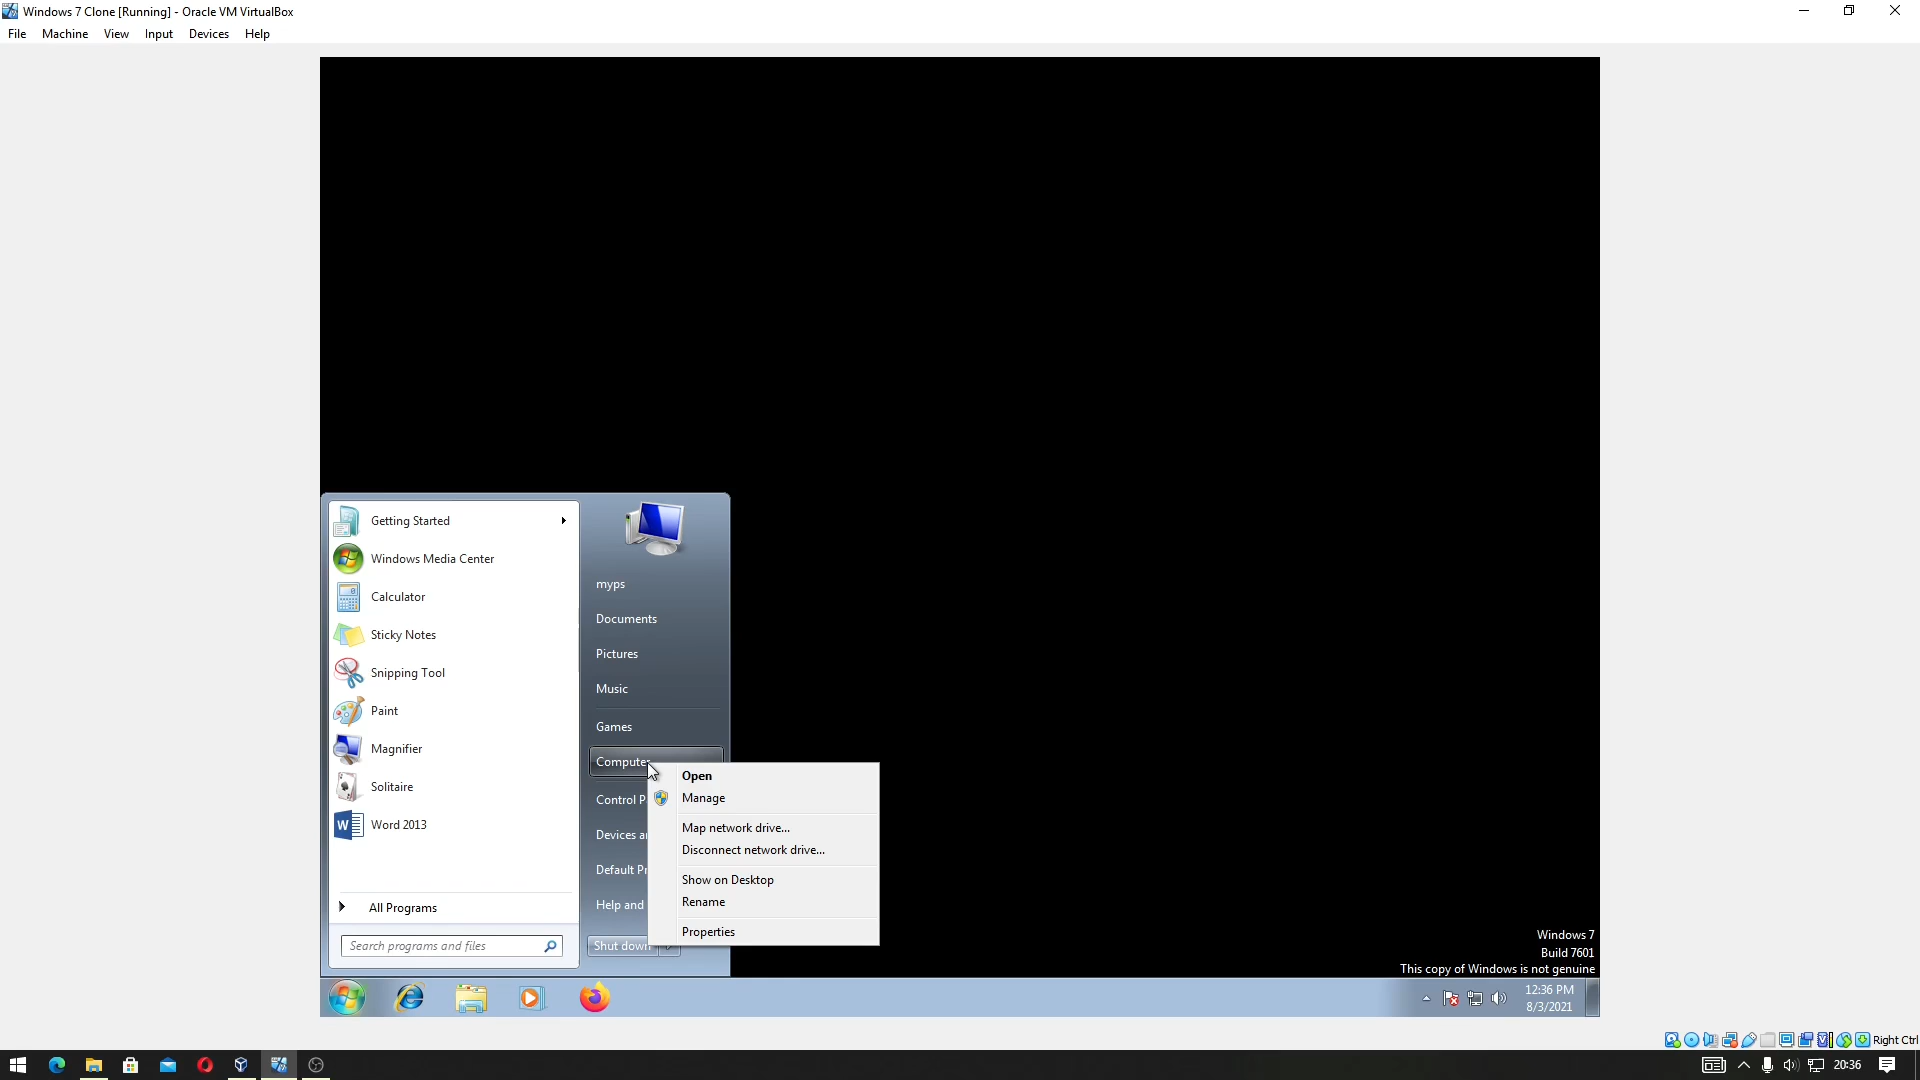 Windows 7 Clone [Running] - Oracle VM VirtualBox
File Machine View Input Devices Help
Getting Started
Windows Media Center
Calculator
Sticky Notes
Snipping Tool
Paint
Magnifier
Solitaire
W Word 2013
All Programs
Search programs and files
myps
Documents
Pictures
Music
Games
Computer
Control P
Devices a
Default Pr
Help and
Shut down
Open
Manage
Map network drive...
Disconnect network drive...
Show on Desktop
Rename
Properties
Windows 7
Build 7601
This copy of Windows is not genuine
12:36 PM
8/3/2021
Right Ctrl
20:36